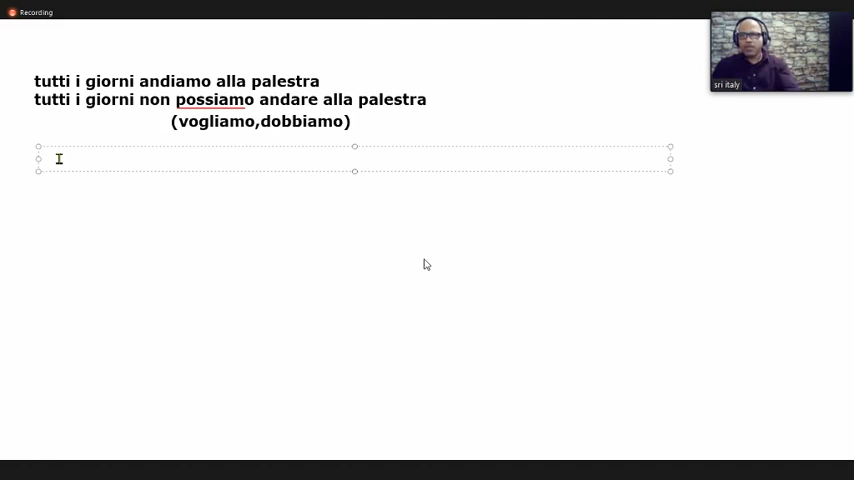 Recording
tutti i giorni andiamo alla palestra
tutti i giorni non possiamo andare alla palestra
(vogliamo,dobbiamo)
sri italy